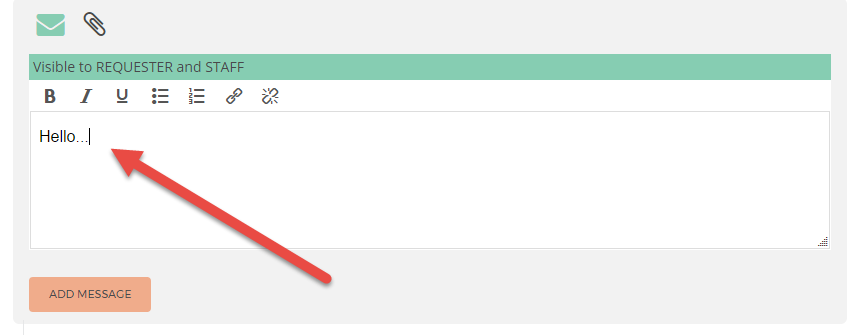 Visible to REQUESTER and STAFF
B I U
Hello...
ADD MESSAGE